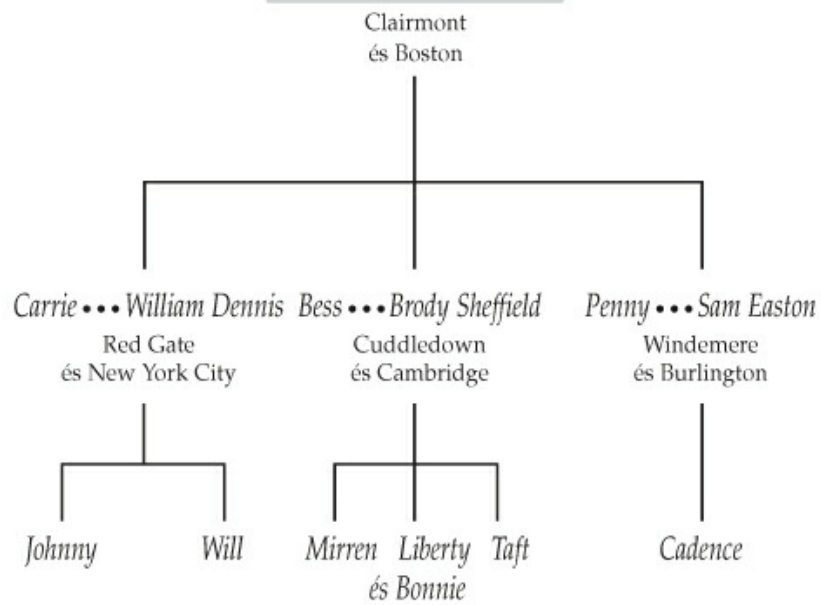 Clairmont
és Boston
Carrie•••William Dennis Bess•••Brody Sheffield Penny•••Sam Easton
Red Gate Cuddledown Windemere
és New York City és Cambridge és Burlington
Johnny Will Mirren Liberty Taft Cadence
és Bonnie